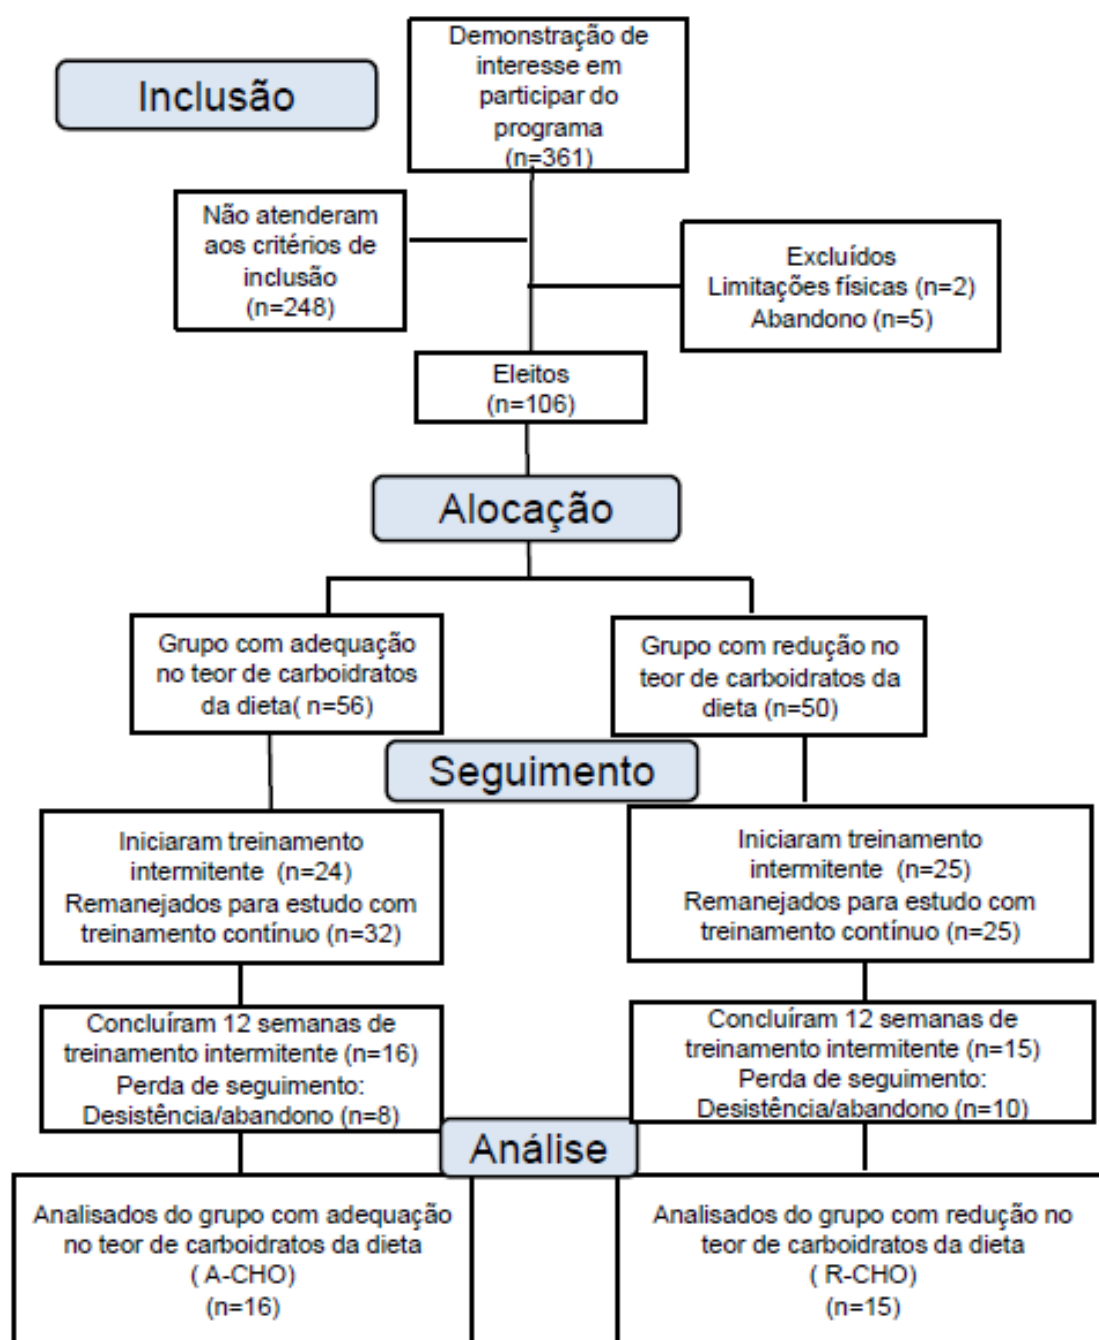 Demonstração de
interesse em
participar do
programa
(n=361)
Inclusão
Não atenderam
aos critérios de
inclusão
(n=248)
Excluídos
Limitações físicas (n=2)
Abandono (n=5)
Eleitos
(n=106)
Alocação
Grupo com adequação
no teor de carboidratos
da dieta( n=56)
Grupo com redução no
teor de carboidratos da
dieta (n=50)
Seguimento
Iniciaram treinamento
intermitente (n=24)
Remanejados para estudo com
treinamento contínuo (n=32)
Iniciaram treinamento
intermitente (n=25)
Remanejados para estudo com
treinamento contínuo (n=25)
Concluíram 12 semanas de
treinamento intermitente (n=16)
Perda de seguimento:
Desistência/abandono (n=8)
Concluíram 12 semanas de
treinamento intermitente (n=15)
Perda de seguimento:
Desistência/abandono (n=10)
Análise
Analisados do grupo com adequação
no teor de carboidratos da dieta
( A-CHO)
(n=16)
Analisados do grupo com redução no
teor de carboidratos da dieta
( R-CHO)
(n=15)